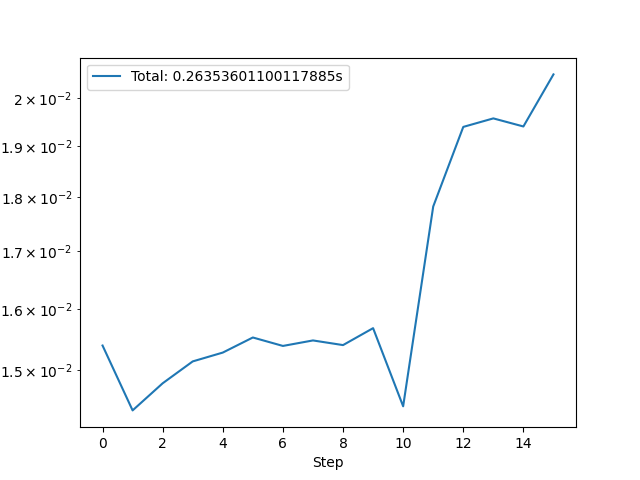 Total: 0.26353601100117885s
2 × 10⁻²
1.9 × 10⁻²
1.8 × 10⁻²
1.7 × 10⁻²
1.6 × 10⁻²
1.5 × 10⁻²
0 2 4 6 8 10 12 14
Step